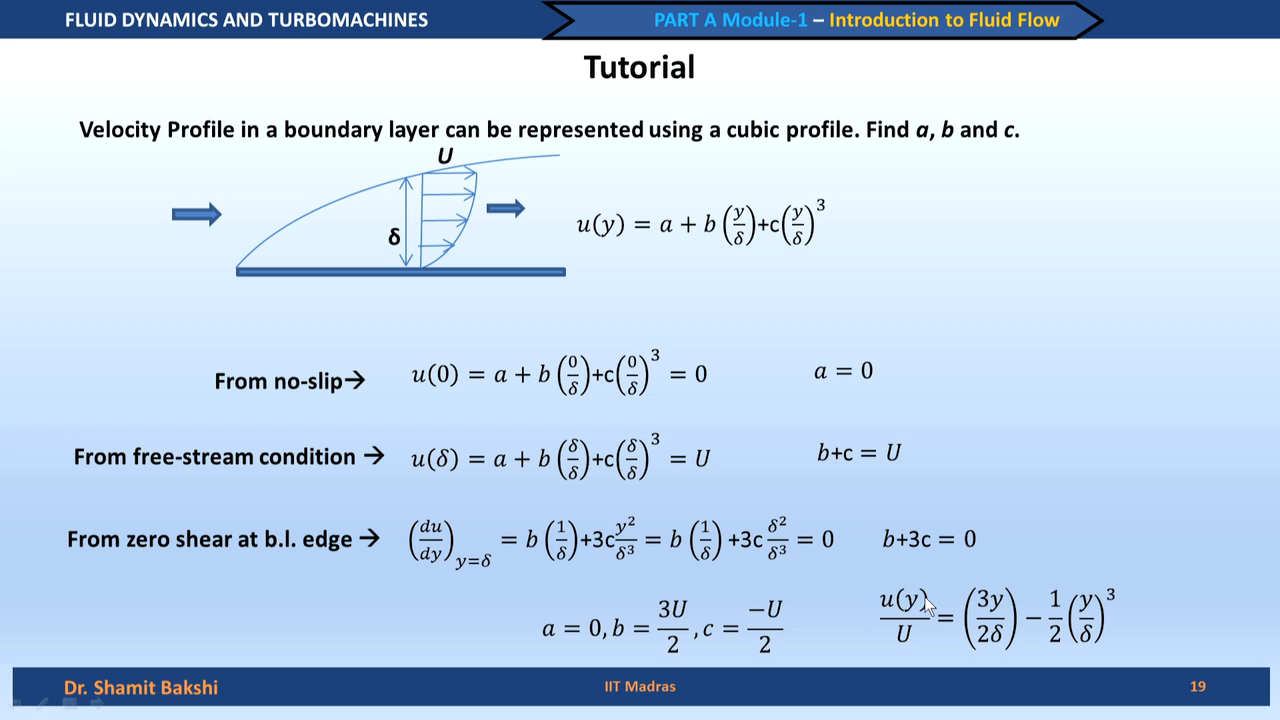 FLUID DYNAMICS AND TURBOMACHINES
PART A Module-1 – Introduction to Fluid Flow
Tutorial
Velocity Profile in a boundary layer can be represented using a cubic profile. Find a, b and c.
U
δ
u(y) = a + b (y/δ)+c(y/δ)^3
From no-slip→ u(0) = a + b (0/δ)+c(0/δ)^3 = 0 a = 0
From free-stream condition → u(δ) = a + b (δ/δ)+c(δ/δ)^3 = U b+c = U
From zero shear at b.l. edge → (du/dy)_{y=δ} = b (1/δ)+3c y^2/δ^3 = b (1/δ) +3c δ^2/δ^3 = 0 b+3c = 0
a = 0, b = 3U/2 , c = −U/2 u(y)/U = (3y/2δ) − 1/2 (y/δ)^3
Dr. Shamit Bakshi
IIT Madras
19